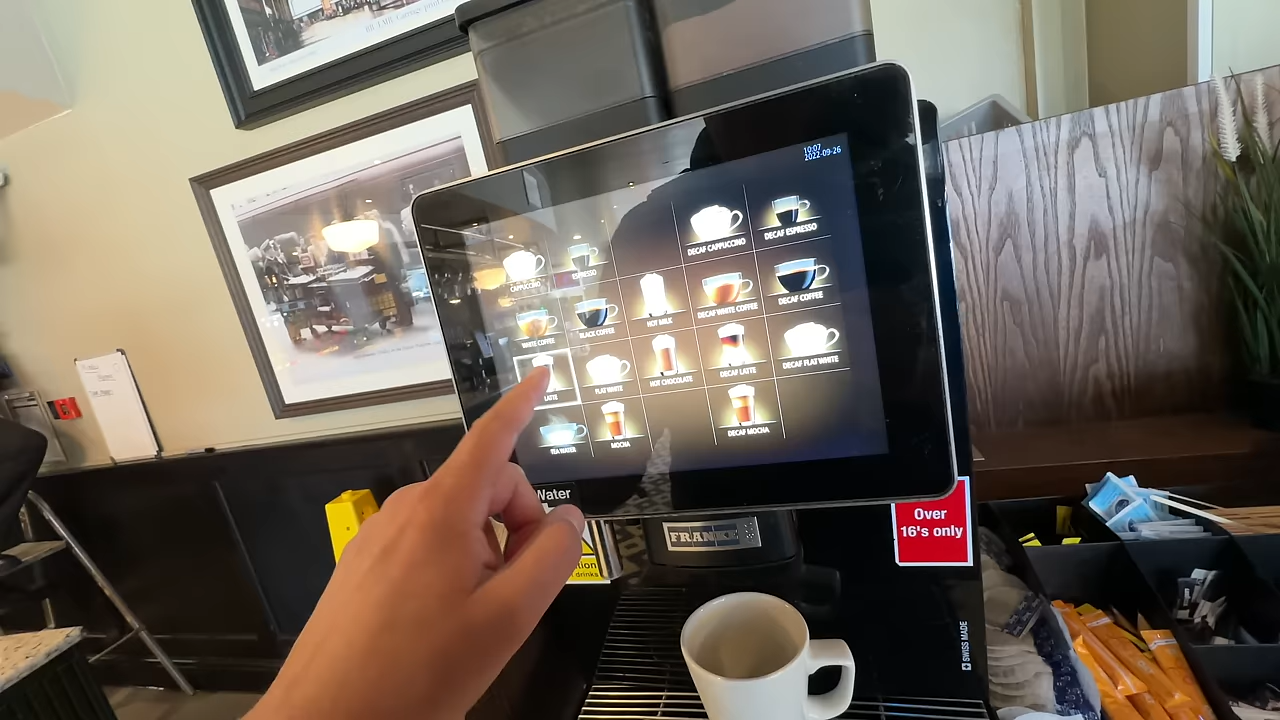 10:07
2022-09-26
DECAF CAPPUCCINO
DECAF ESPRESSO
CAPPUCCINO
ESPRESSO
WHITE COFFEE
BLACK COFFEE
HOT MILK
DECAF WHITE COFFEE
DECAF COFFEE
LATTE
FLAT WHITE
HOT CHOCOLATE
DECAF LATTE
DECAF FLAT WHITE
TEA WATER
MOCHA
DECAF MOCHA
Water
FRANKE
Over
16's only
drinks
SWISS MADE